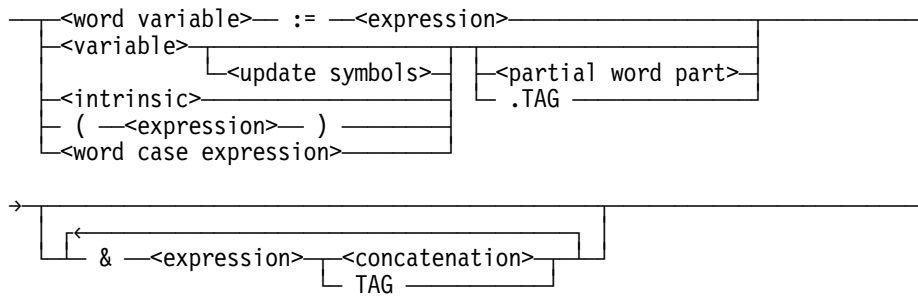 <word variable> := <expression>
<variable>
<update symbols> <partial word part>
<intrinsic> .TAG
( <expression> )
<word case expression>
& <expression> <concatenation>
TAG